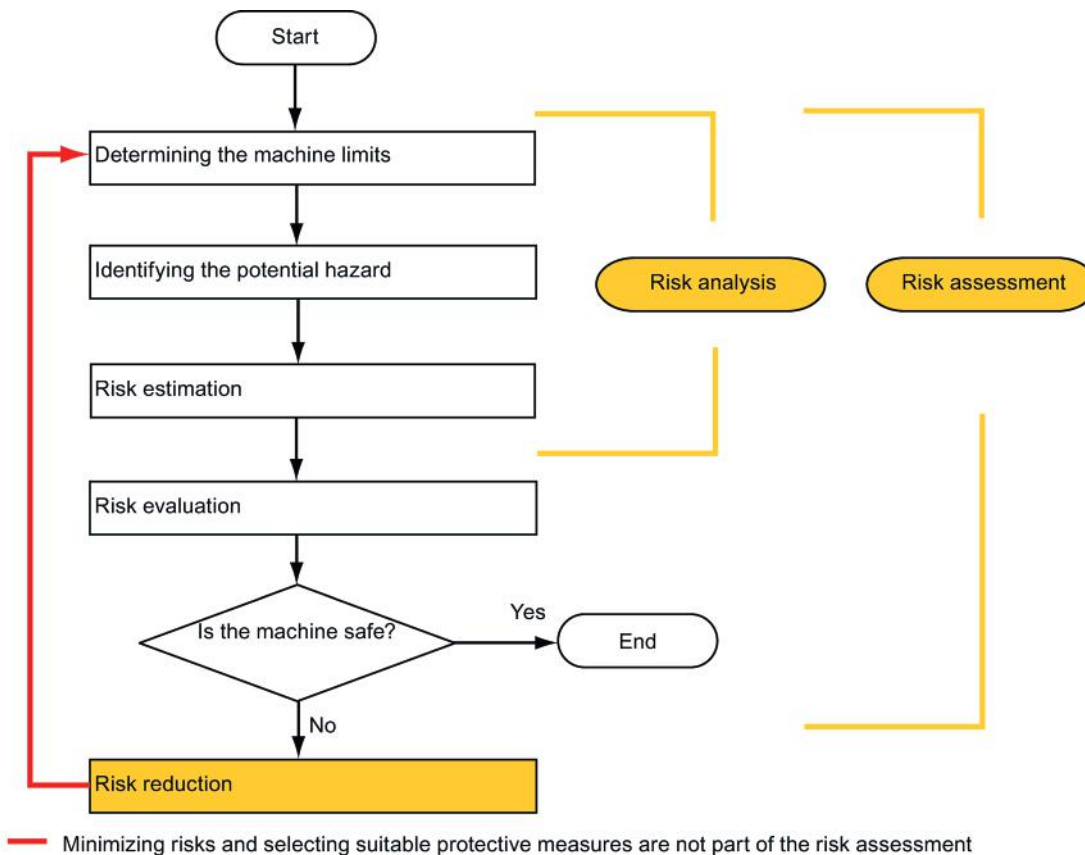 Start
Determining the machine limits
Identifying the potential hazard
Risk analysis
Risk assessment
Risk estimation
Risk evaluation
Is the machine safe?
Yes
End
No
Risk reduction
Minimizing risks and selecting suitable protective measures are not part of the risk assessment